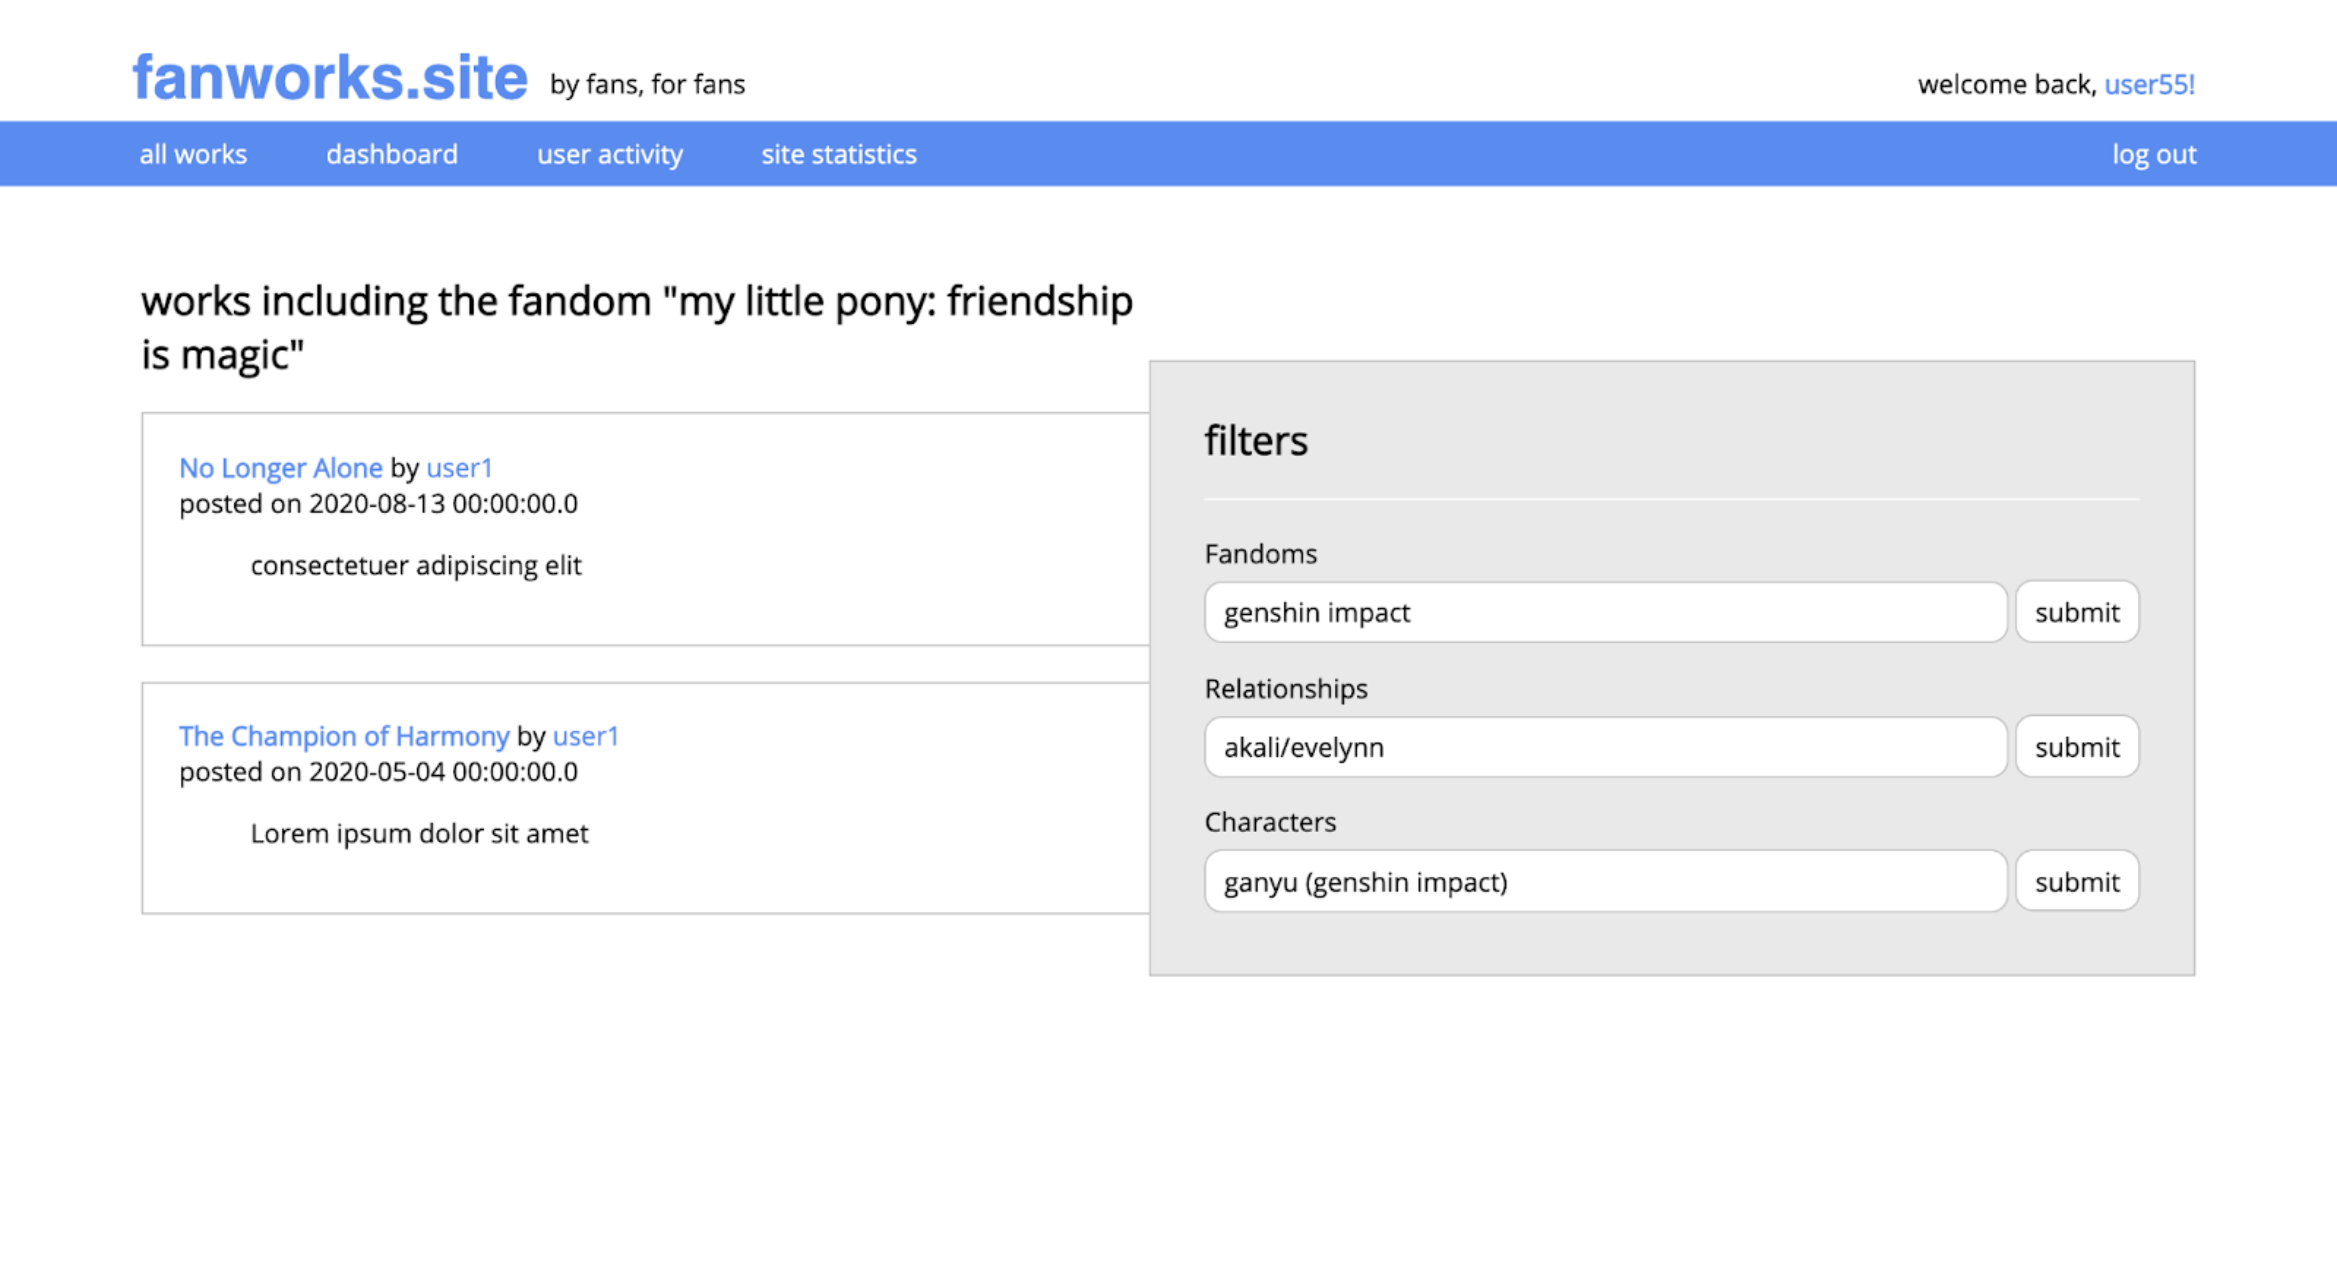 fanworks.site by fans, for fans
welcome back, user55!
all works dashboard user activity site statistics log out
works including the fandom "my little pony: friendship
is magic"
No Longer Alone by user1
posted on 2020-08-13 00:00:00.0
consectetuer adipiscing elit
The Champion of Harmony by user1
posted on 2020-05-04 00:00:00.0
Lorem ipsum dolor sit amet
filters
Fandoms
genshin impact submit
Relationships
akali/evelynn submit
Characters
ganyu (genshin impact) submit